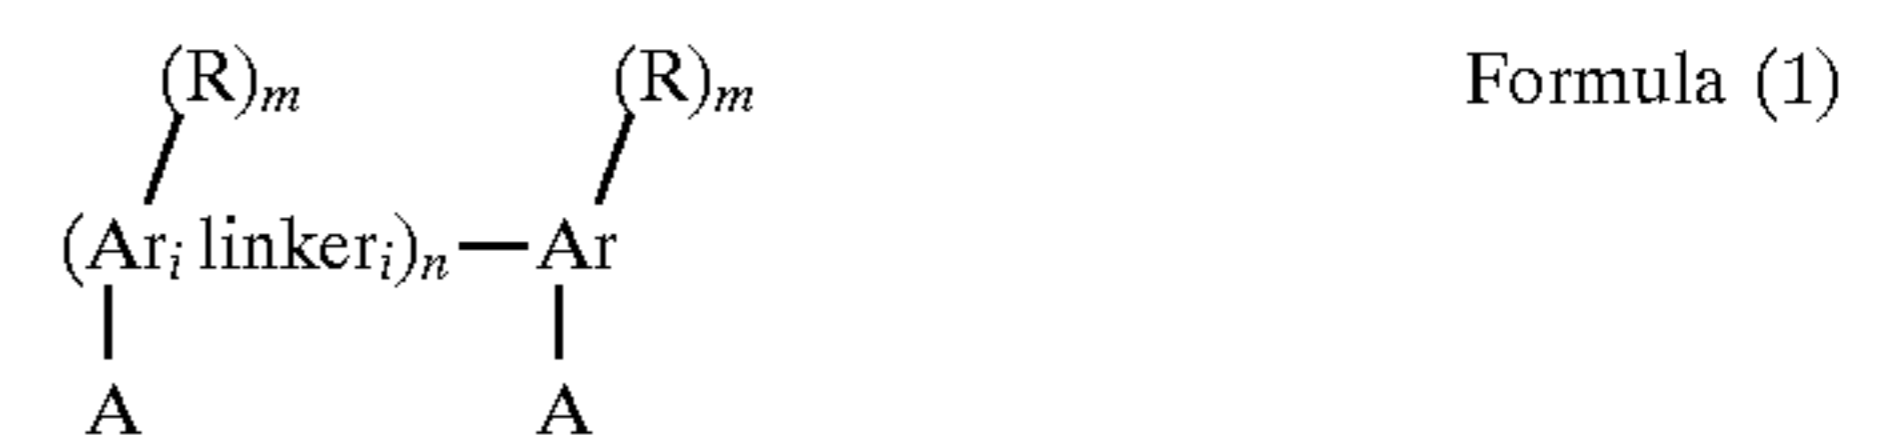 (R)m (R)m Formula (1)
(Ari linkeri)n—Ar
A A